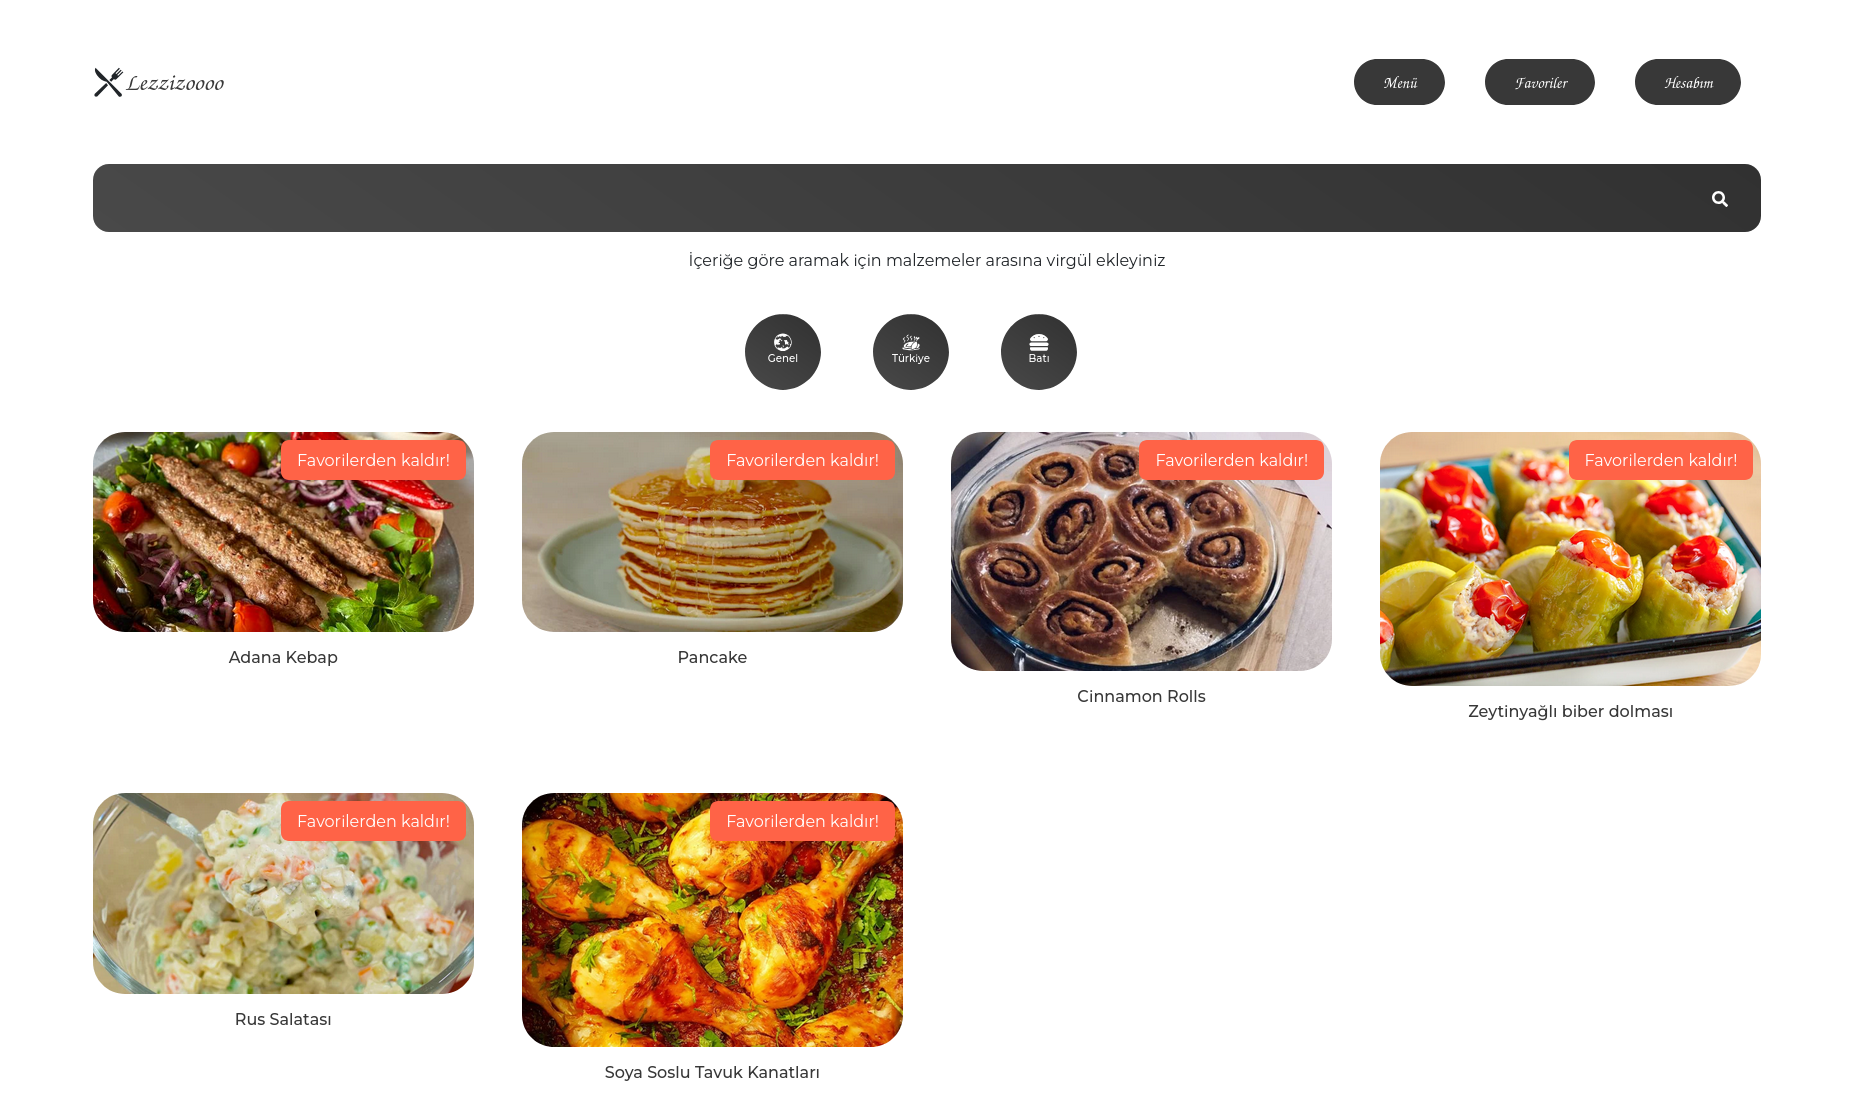 Lezzizoooo
Menü
Favoriler
Hesabım
İçeriğe göre aramak için malzemeler arasına virgül ekleyiniz
Genel
Türkiye
Batı
Favorilerden kaldır!
Favorilerden kaldır!
Favorilerden kaldır!
Favorilerden kaldır!
Adana Kebap
Pancake
Cinnamon Rolls
Zeytinyağlı biber dolması
Favorilerden kaldır!
Favorilerden kaldır!
Rus Salatası
Soya Soslu Tavuk Kanatları